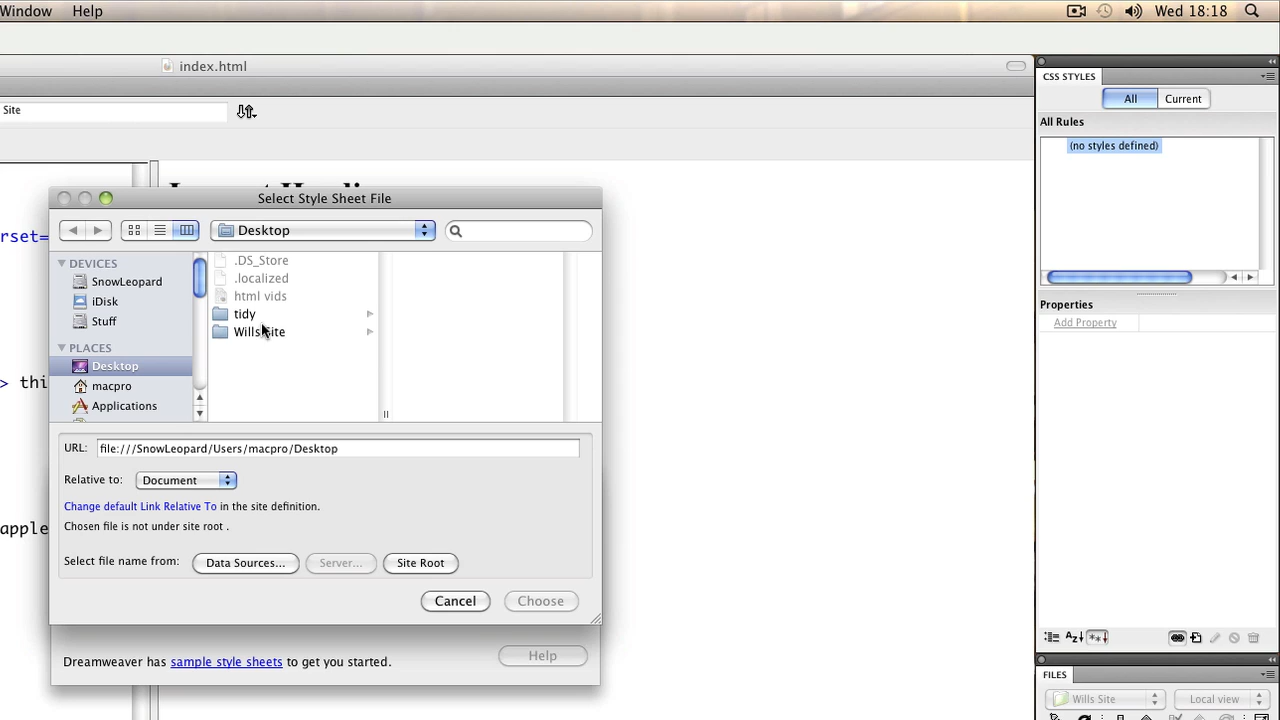 Window Help Wed 18:18
index.html
CSS STYLES
Site
All Current
All Rules
(no styles defined)
Select Style Sheet File
Desktop
rset=
DEVICES
.DS_Store
SnowLeopard
.localized
iDisk
html vids
Stuff
tidy
Properties
Wills Site
Add Property
PLACES
Desktop
> thi
macpro
Applications
URL: file:///SnowLeopard/Users/macpro/Desktop
Relative to: Document
Change default Link Relative To in the site definition.
apple
Chosen file is not under site root .
Select file name from: Data Sources... Server... Site Root
Cancel Choose
Dreamweaver has sample style sheets to get you started. Help
FILES
Wills Site Local view